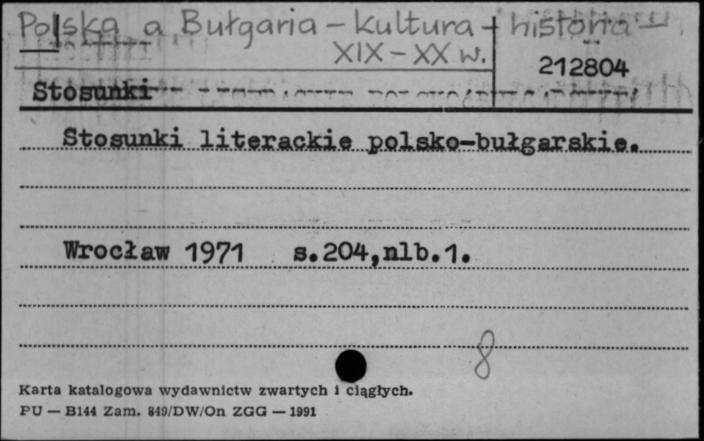 Polska a Bułgaria – kultura + historia –
XIX – XX w.
212804
Stosunki
Stosunki literackie polsko-bułgarskie.
Wrocław 1971 s.204,nlb.1.
8
Karta katalogowa wydawnictw zwartych i ciągłych.
PU — B144 Zam. 849/DW/On ZGG — 1991